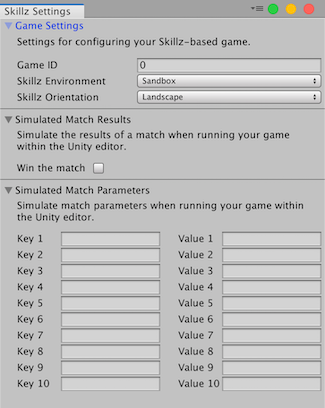 Skillz Settings
Game Settings
Settings for configuring your Skillz-based game.
Game ID 0
Skillz Environment Sandbox
Skillz Orientation Landscape
Simulated Match Results
Simulate the results of a match when running your game
within the Unity editor.
Win the match
Simulated Match Parameters
Simulate match parameters when running your game within
the Unity editor.
Key 1 Value 1
Key 2 Value 2
Key 3 Value 3
Key 4 Value 4
Key 5 Value 5
Key 6 Value 6
Key 7 Value 7
Key 8 Value 8
Key 9 Value 9
Key 10 Value 10